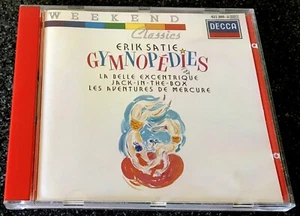 WEEKEND
Classics
DECCA
ERIK SATIE
GYMNOPÉDIES
LA BELLE EXCENTRIQUE
JACK-IN-THE-BOX
LES AVENTURES DE MERCURE